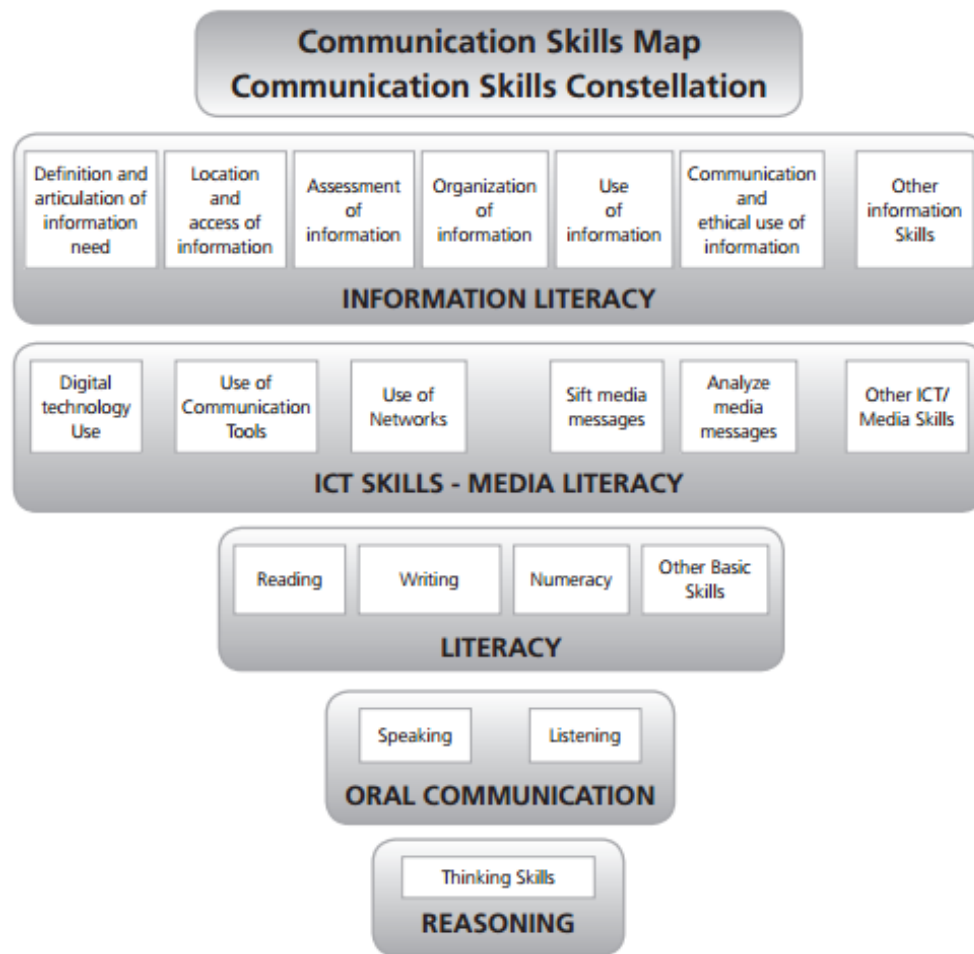 Communication Skills Map
Communication Skills Constellation
Definition and
articulation of
information
need
Location
and
access of
information
Assessment
of
information
Organization
of
information
Use
of
information
Communication
and
ethical use of
information
Other
information
Skills
INFORMATION LITERACY
Digital
technology
Use
Use of
Communication
Tools
Use of
Networks
Sift media
messages
Analyze
media
messages
Other ICT/
Media Skills
ICT SKILLS - MEDIA LITERACY
Reading
Writing
Numeracy
Other Basic
Skills
LITERACY
Speaking
Listening
ORAL COMMUNICATION
Thinking Skills
REASONING